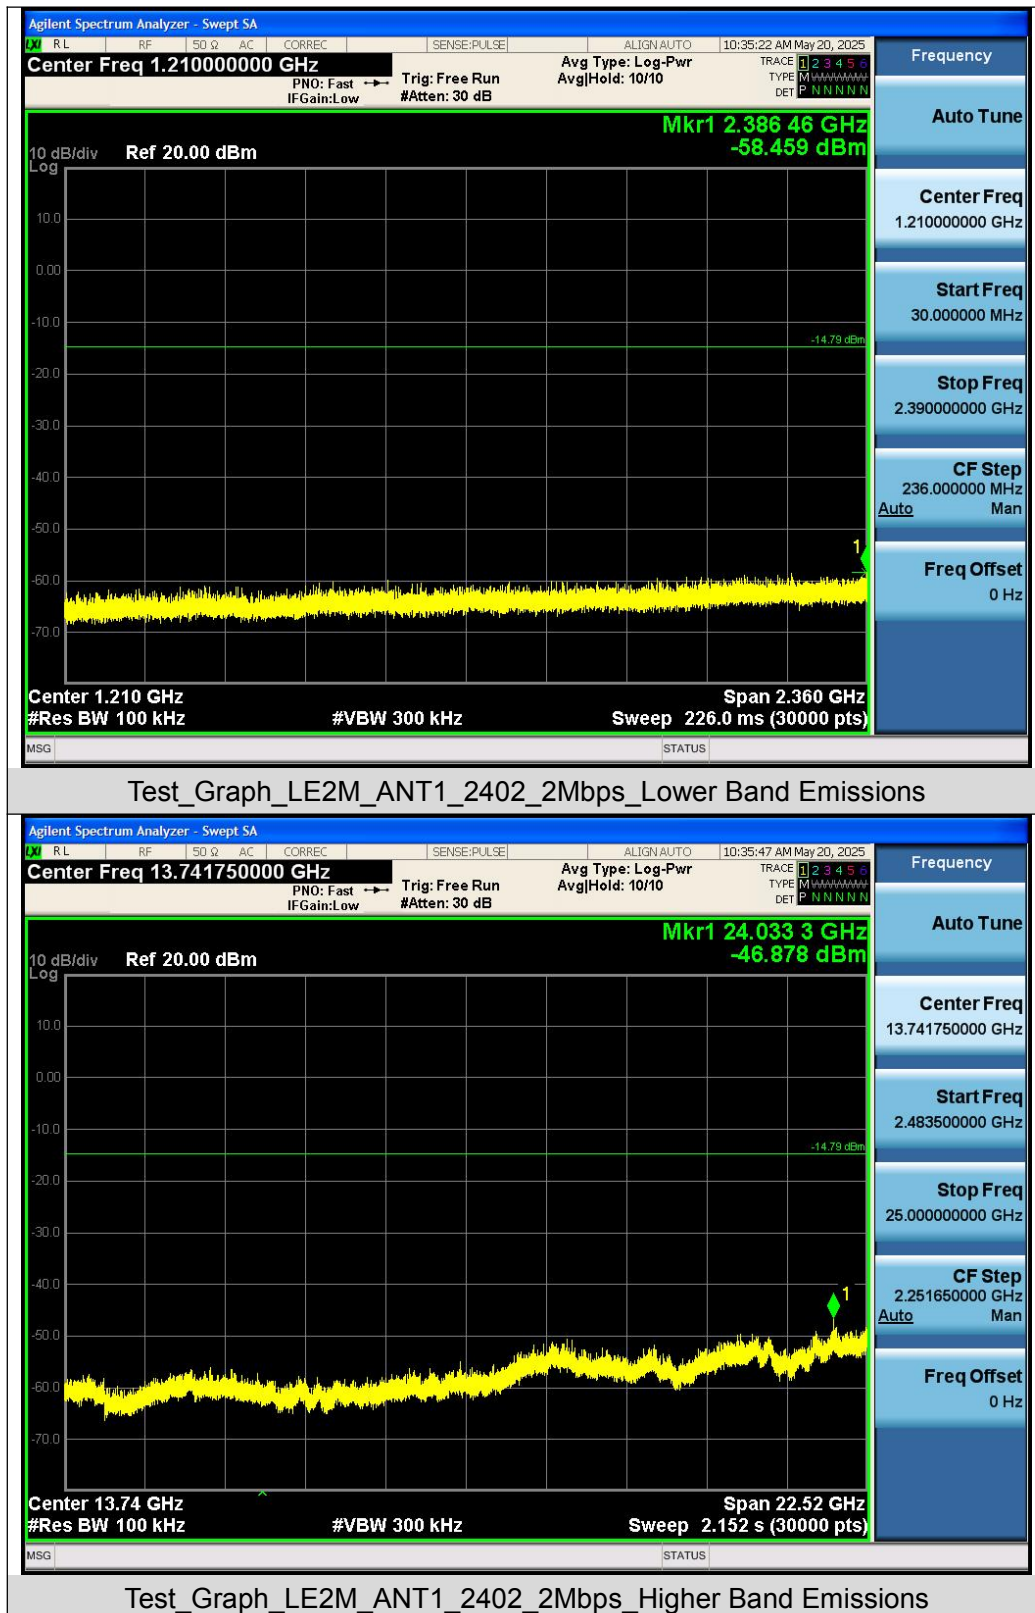 Agilent Spectrum Analyzer - Swept SA
LXI RL RF 50 Ω AC CORREC SENSE:PULSE ALIGN AUTO 10:35:22 AM May 20, 2025
Center Freq 1.210000000 GHz
PNO: Fast
IFGain:Low
Trig: Free Run
#Atten: 30 dB
Avg Type: Log-Pwr
Avg|Hold: 10/10
TRACE 1 2 3 4 5 6
TYPE M
DET P N N N N N
Mkr1 2.386 46 GHz
-58.459 dBm
10 dB/div Ref 20.00 dBm
Log
10.0
0.00
-10.0
-14.79 dBm
-20.0
-30.0
-40.0
-50.0
1
-60.0
-70.0
Center 1.210 GHz Span 2.360 GHz
#Res BW 100 kHz #VBW 300 kHz Sweep 226.0 ms (30000 pts)
MSG STATUS
Frequency
Auto Tune
Center Freq
1.210000000 GHz
Start Freq
30.000000 MHz
Stop Freq
2.390000000 GHz
CF Step
236.000000 MHz
Auto Man
Freq Offset
0 Hz
Test_Graph_LE2M_ANT1_2402_2Mbps_Lower Band Emissions
Agilent Spectrum Analyzer - Swept SA
LXI RL RF 50 Ω AC CORREC SENSE:PULSE ALIGN AUTO 10:35:47 AM May 20, 2025
Center Freq 13.741750000 GHz
PNO: Fast
IFGain:Low
Trig: Free Run
#Atten: 30 dB
Avg Type: Log-Pwr
Avg|Hold: 10/10
TRACE 1 2 3 4 5 6
TYPE M
DET P N N N N N
Mkr1 24.033 3 GHz
-46.878 dBm
10 dB/div Ref 20.00 dBm
Log
10.0
0.00
-10.0
-14.79 dBm
-20.0
-30.0
-40.0
1
-50.0
-60.0
-70.0
Center 13.74 GHz Span 22.52 GHz
#Res BW 100 kHz #VBW 300 kHz Sweep 2.152 s (30000 pts)
MSG STATUS
Frequency
Auto Tune
Center Freq
13.741750000 GHz
Start Freq
2.483500000 GHz
Stop Freq
25.000000000 GHz
CF Step
2.251650000 GHz
Auto Man
Freq Offset
0 Hz
Test_Graph_LE2M_ANT1_2402_2Mbps_Higher Band Emissions